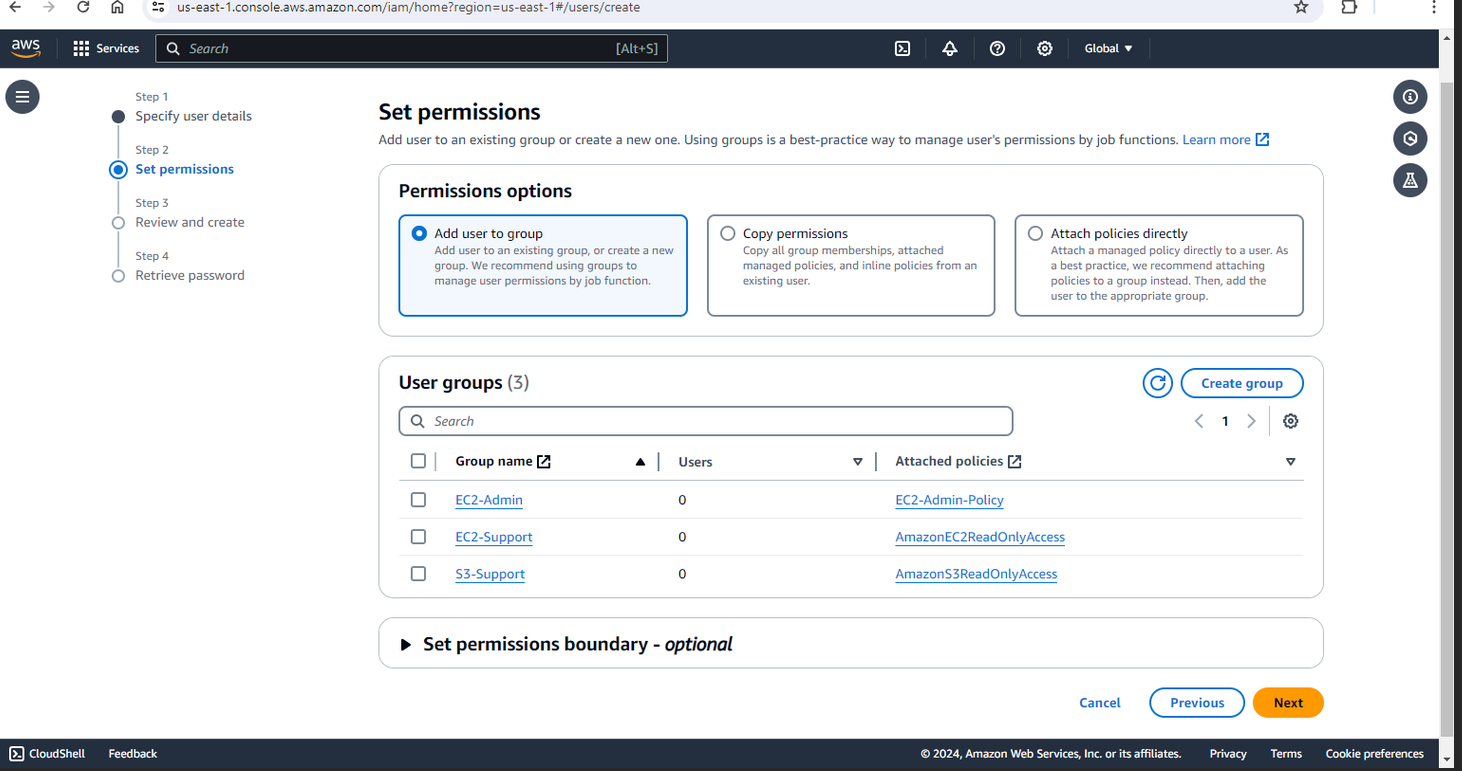 us-east-1.console.aws.amazon.com/iam/home?region=us-east-1#/users/create
aws
Services
Search
[Alt+S]
Global
Step 1
Specify user details
Step 2
Set permissions
Step 3
Review and create
Step 4
Retrieve password
Set permissions
Add user to an existing group or create a new one. Using groups is a best-practice way to manage user's permissions by job functions. Learn more
Permissions options
Add user to group
Add user to an existing group, or create a new
group. We recommend using groups to
manage user permissions by job function.
Copy permissions
Copy all group memberships, attached
managed policies, and inline policies from an
existing user.
Attach policies directly
Attach a managed policy directly to a user. As
a best practice, we recommend attaching
policies to a group instead. Then, add the
user to the appropriate group.
User groups (3)
Create group
Search
1
Group name
Users
Attached policies
EC2-Admin
0
EC2-Admin-Policy
EC2-Support
0
AmazonEC2ReadOnlyAccess
S3-Support
0
AmazonS3ReadOnlyAccess
Set permissions boundary - optional
Cancel
Previous
Next
CloudShell
Feedback
© 2024, Amazon Web Services, Inc. or its affiliates.
Privacy
Terms
Cookie preferences